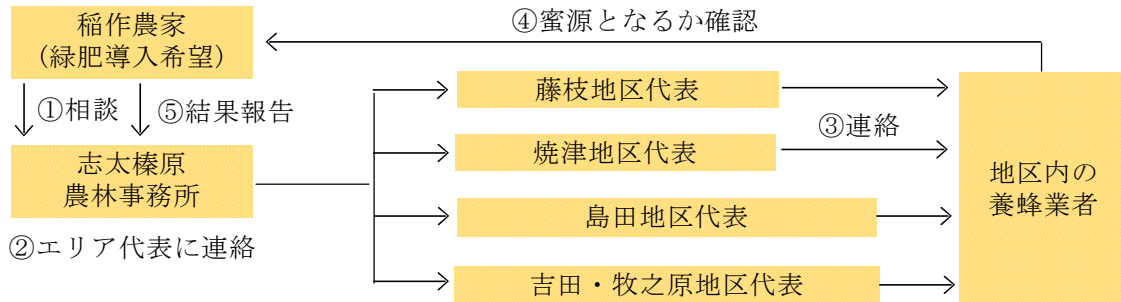 ④蜜源となるか確認
稲作農家
(緑肥導入希望)
①相談
⑤結果報告
志太榛原
農林事務所
②エリア代表に連絡
藤枝地区代表
焼津地区代表
島田地区代表
吉田・牧之原地区代表
③連絡
地区内の
養蜂業者